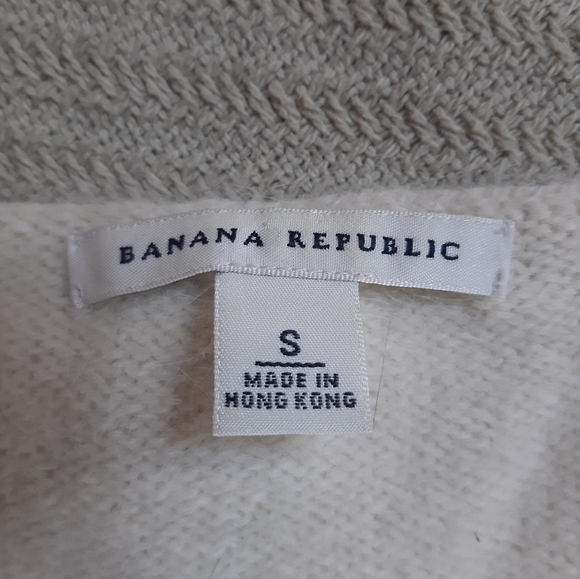 BANANA REPUBLIC
S
MADE IN
HONG KONG